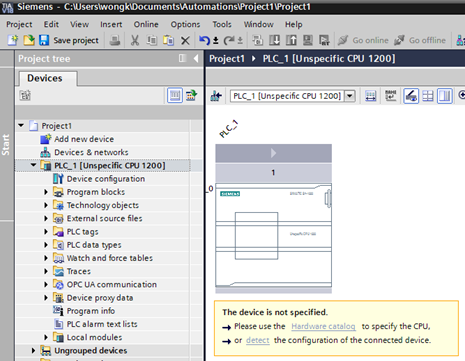 Siemens - C:\Users\wongk\Documents\Automations\Project1\Project1
Project Edit View Insert Online Options Tools Window Help
Save project Go online Go offline
Project tree
Project1 PLC_1 [Unspecific CPU 1200]
Devices
PLC_1 [Unspecific CPU 1200]
Start
Project1
Add new device
Devices & networks
PLC_1 [Unspecific CPU 1200]
Device configuration
Program blocks
Technology objects
External source files
PLC tags
PLC data types
Watch and force tables
Traces
OPC UA communication
Device proxy data
Program info
PLC alarm text lists
Local modules
Ungrouped devices
PLC_1
1
_0
SIEMENS
The device is not specified.
Please use the Hardware catalog to specify the CPU,
or detect the configuration of the connected device.